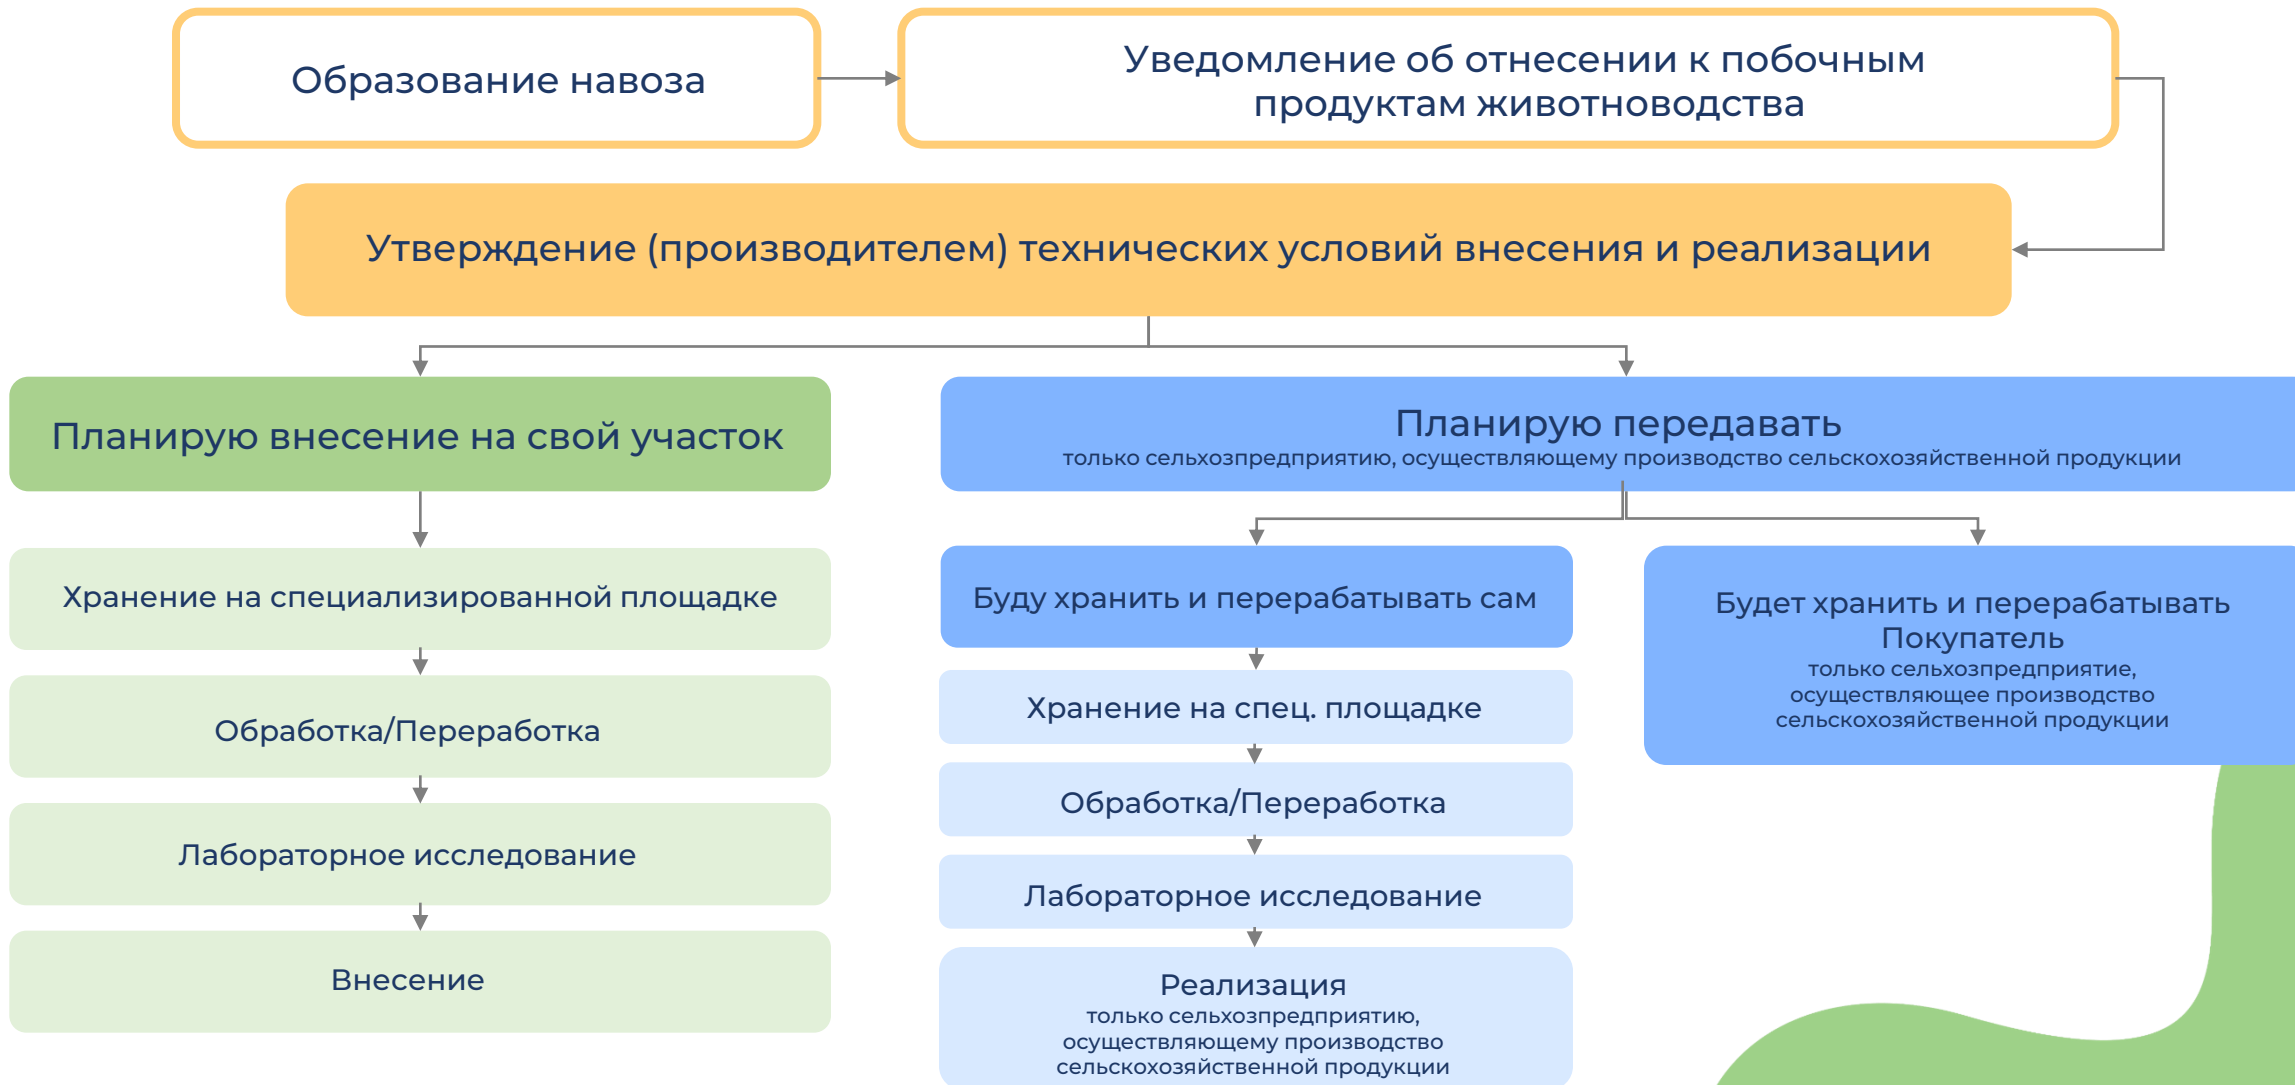 Образование навоза
Уведомление об отнесении к побочным
продуктам животноводства
Утверждение (производителем) технических условий внесения и реализации
Планирую внесение на свой участок
Хранение на специализированной площадке
Обработка/Переработка
Лабораторное исследование
Внесение
Планирую передавать
только сельхозпредприятию, осуществляющему производство сельскохозяйственной продукции
Буду хранить и перерабатывать сам
Хранение на спец. площадке
Обработка/Переработка
Лабораторное исследование
Реализация
только сельхозпредприятию,
осуществляющему производство
сельскохозяйственной продукции
Будет хранить и перерабатывать
Покупатель
только сельхозпредприятие,
осуществляющее производство
сельскохозяйственной продукции